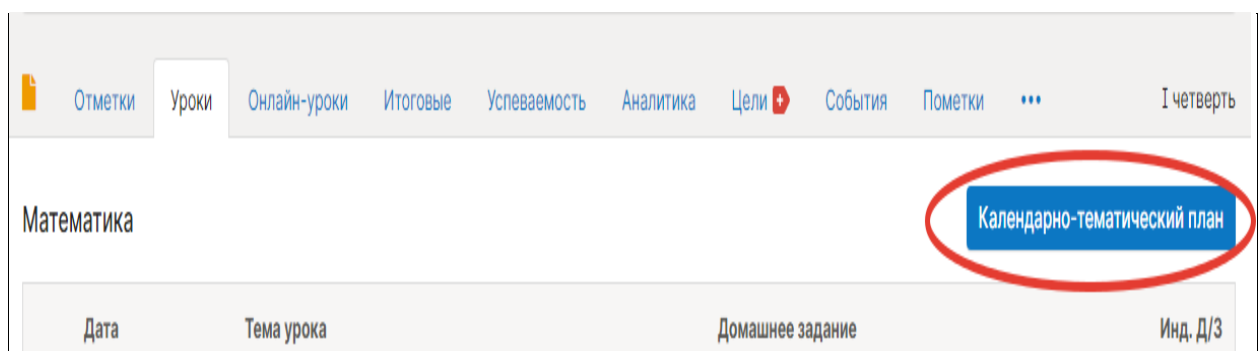 Отметки Уроки Онлайн-уроки Итоговые Успеваемость Аналитика Цели + События Пометки ••• I четверть
Математика Календарно-тематический план
Дата Тема урока Домашнее задание Инд. Д/З